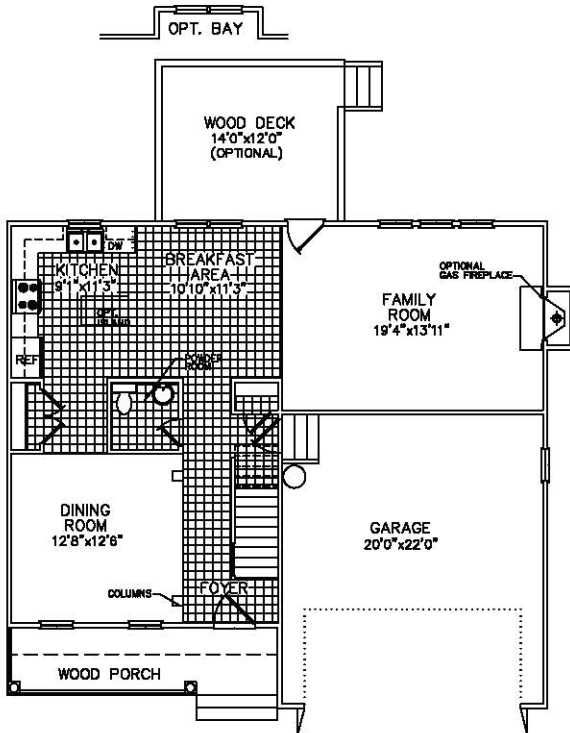 OPT. BAY
WOOD DECK
14'0"x12'0"
(OPTIONAL)
DW
KITCHEN
9'1"x11'3"
BREAKFAST
AREA
10'10"x11'3"
OPT.
ISLAND
REF
POWDER
ROOM
OPTIONAL
GAS FIREPLACE
FAMILY
ROOM
19'4"x13'11"
DINING
ROOM
12'8"x12'6"
GARAGE
20'0"x22'0"
COLUMNS
FOYER
WOOD PORCH